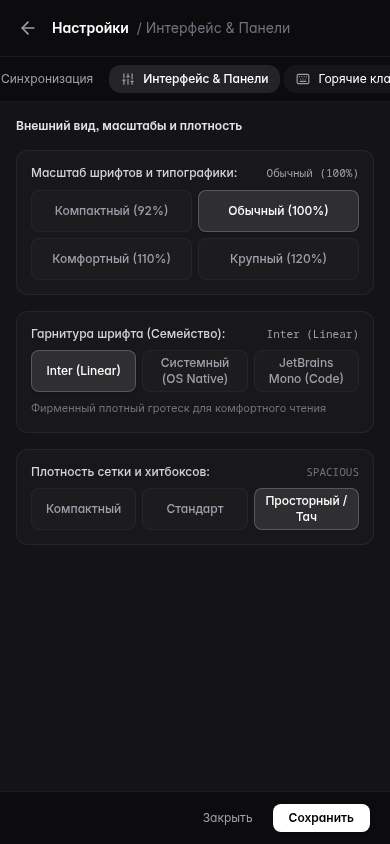 Настройки / Интерфейс & Панели
Синхронизация Интерфейс & Панели Горячие кла
Внешний вид, масштабы и плотность
Масштаб шрифтов и типографики: Обычный (100%)
Компактный (92%) Обычный (100%)
Комфортный (110%) Крупный (120%)
Гарнитура шрифта (Семейство): Inter (Linear)
Inter (Linear) Системный (OS Native) JetBrains Mono (Code)
Фирменный плотный гротеск для комфортного чтения
Плотность сетки и хитбоксов: SPACIOUS
Компактный Стандарт Просторный / Тач
Закрыть Сохранить